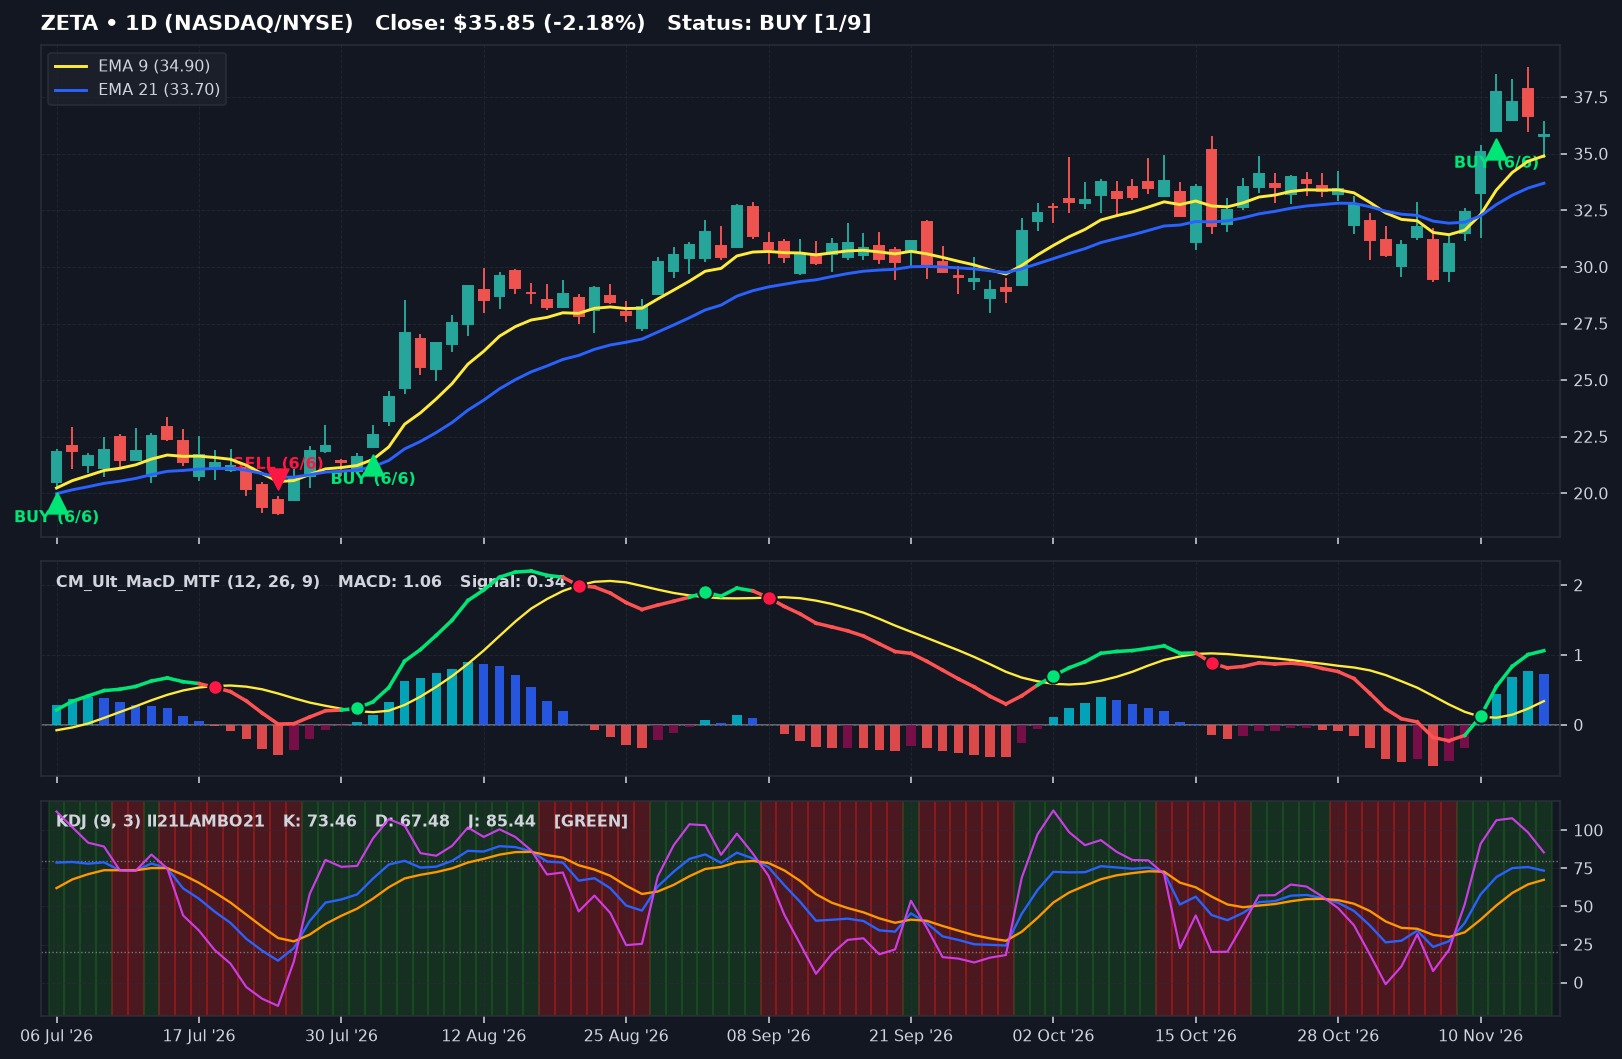 ZETA • 1D (NASDAQ/NYSE)   Close: $35.85 (-2.18%)   Status: BUY [1/9]
EMA 9 (34.90)
EMA 21 (33.70)
37.5
35.0
32.5
30.0
27.5
25.0
22.5
20.0
BUY (6/6)
SELL (6/6)
BUY (6/6)
BUY (6/6)
CM_Ult_MacD_MTF (12, 26, 9)   MACD: 1.06   Signal: 0.34
2
1
0
KDJ (9, 3) II21LAMBO21   K: 73.46   D: 67.48   J: 85.44   [GREEN]
100
75
50
25
0
06 Jul '26
17 Jul '26
30 Jul '26
12 Aug '26
25 Aug '26
08 Sep '26
21 Sep '26
02 Oct '26
15 Oct '26
28 Oct '26
10 Nov '26